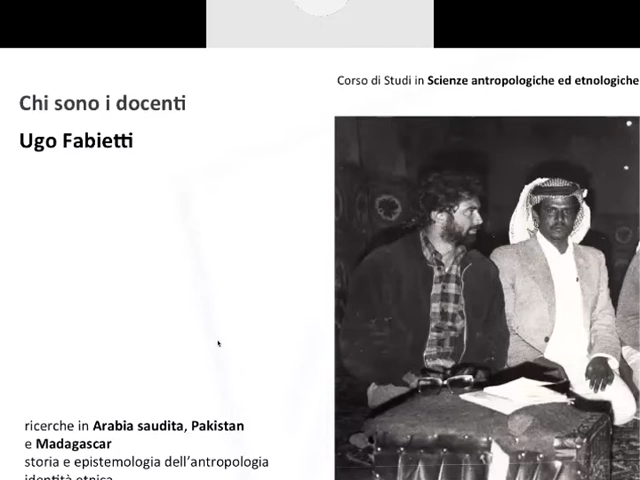 Corso di Studi in Scienze antropologiche ed etnologiche
Chi sono i docenti
Ugo Fabietti
ricerche in Arabia saudita, Pakistan
e Madagascar
storia e epistemologia dell'antropologia
identità etnica